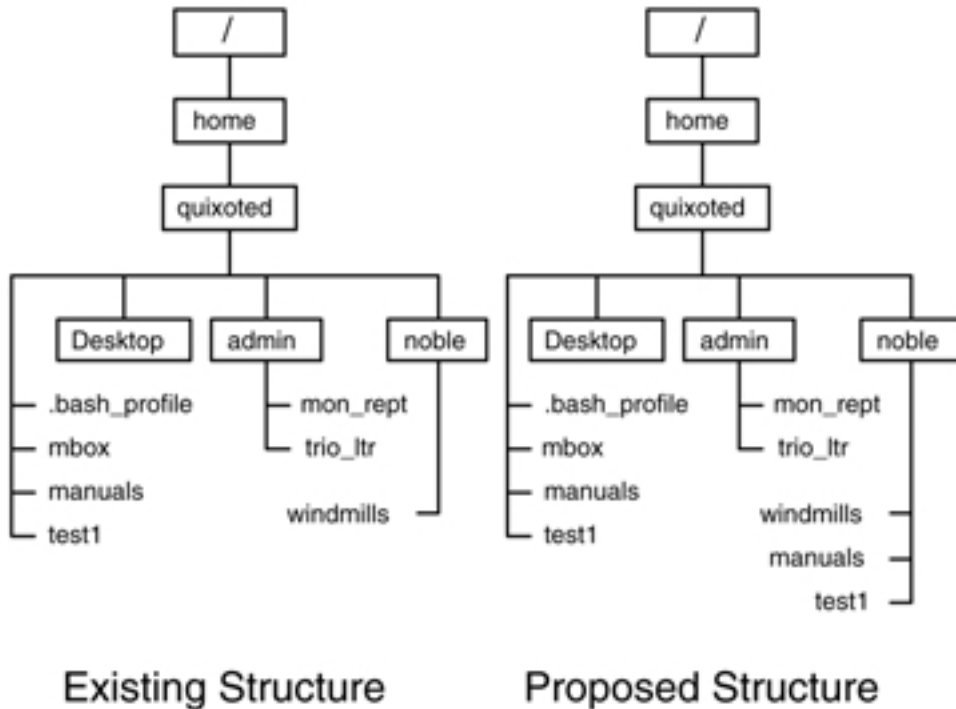 /
home
quixoted
Desktop
admin
noble
.bash_profile
mbox
manuals
test1
mon_rept
trio_ltr
windmills
Existing Structure
/
home
quixoted
Desktop
admin
noble
.bash_profile
mbox
manuals
test1
mon_rept
trio_ltr
windmills
manuals
test1
Proposed Structure